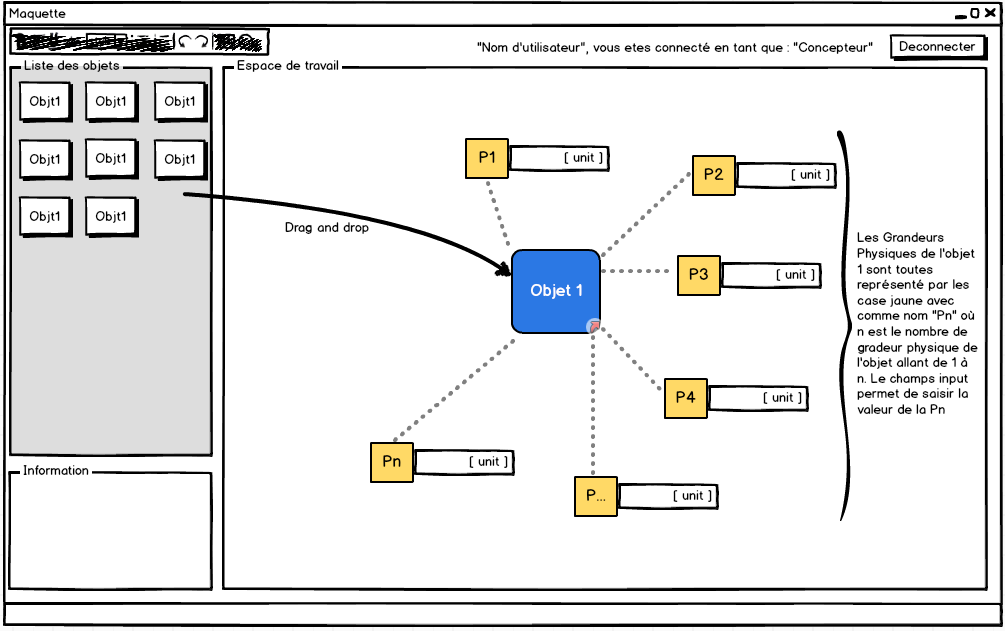 Maquette
"Nom d'utilisateur", vous etes connecté en tant que : "Concepteur"
Deconnecter
Liste des objets
Objt1 Objt1 Objt1
Objt1 Objt1 Objt1
Objt1 Objt1
Information
Espace de travail
Drag and drop
P1 [ unit ]
P2 [ unit ]
P3 [ unit ]
Objet 1
P4 [ unit ]
Pn [ unit ]
P... [ unit ]
Les Grandeurs
Physiques de l'objet
1 sont toutes
représenté par les
case jaune avec
comme nom "Pn" où
n est le nombre de
gradeur physique de
l'objet allant de 1 à
n. Le champs input
permet de saisir la
valeur de la Pn